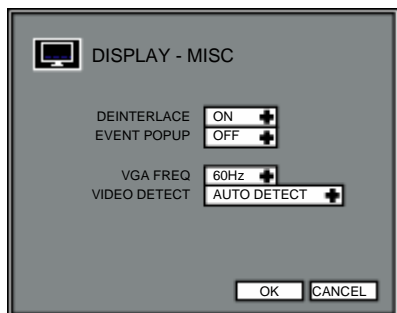 DISPLAY - MISC
DEINTERLACE ON
EVENT POPUP OFF
VGA FREQ 60Hz
VIDEO DETECT AUTO DETECT
OK CANCEL